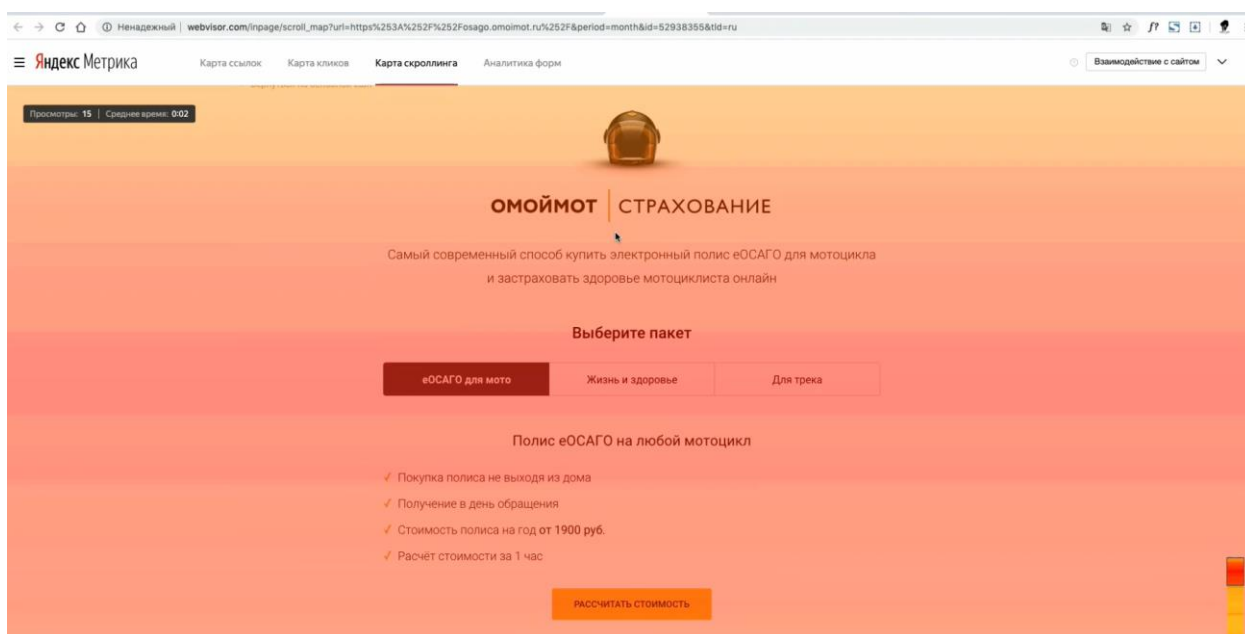 Ненадежный | webvisor.com/inpage/scroll_map?url=https%253A%252F%252Fosago.omoimot.ru%252F&period=month&id=52938355&tld=ru
f?
Яндекс Метрика
Карта ссылок
Карта кликов
Карта скроллинга
Аналитика форм
Взаимодействие с сайтом
Просмотры: 15 | Среднее время: 0:02
ОМОЙМОТ | СТРАХОВАНИЕ
Самый современный способ купить электронный полис еОСАГО для мотоцикла
и застраховать здоровье мотоциклиста онлайн
Выберите пакет
еОСАГО для мото
Жизнь и здоровье
Для трека
Полис еОСАГО на любой мотоцикл
✓ Покупка полиса не выходя из дома
✓ Получение в день обращения
✓ Стоимость полиса на год от 1900 руб.
✓ Расчёт стоимости за 1 час
РАССЧИТАТЬ СТОИМОСТЬ